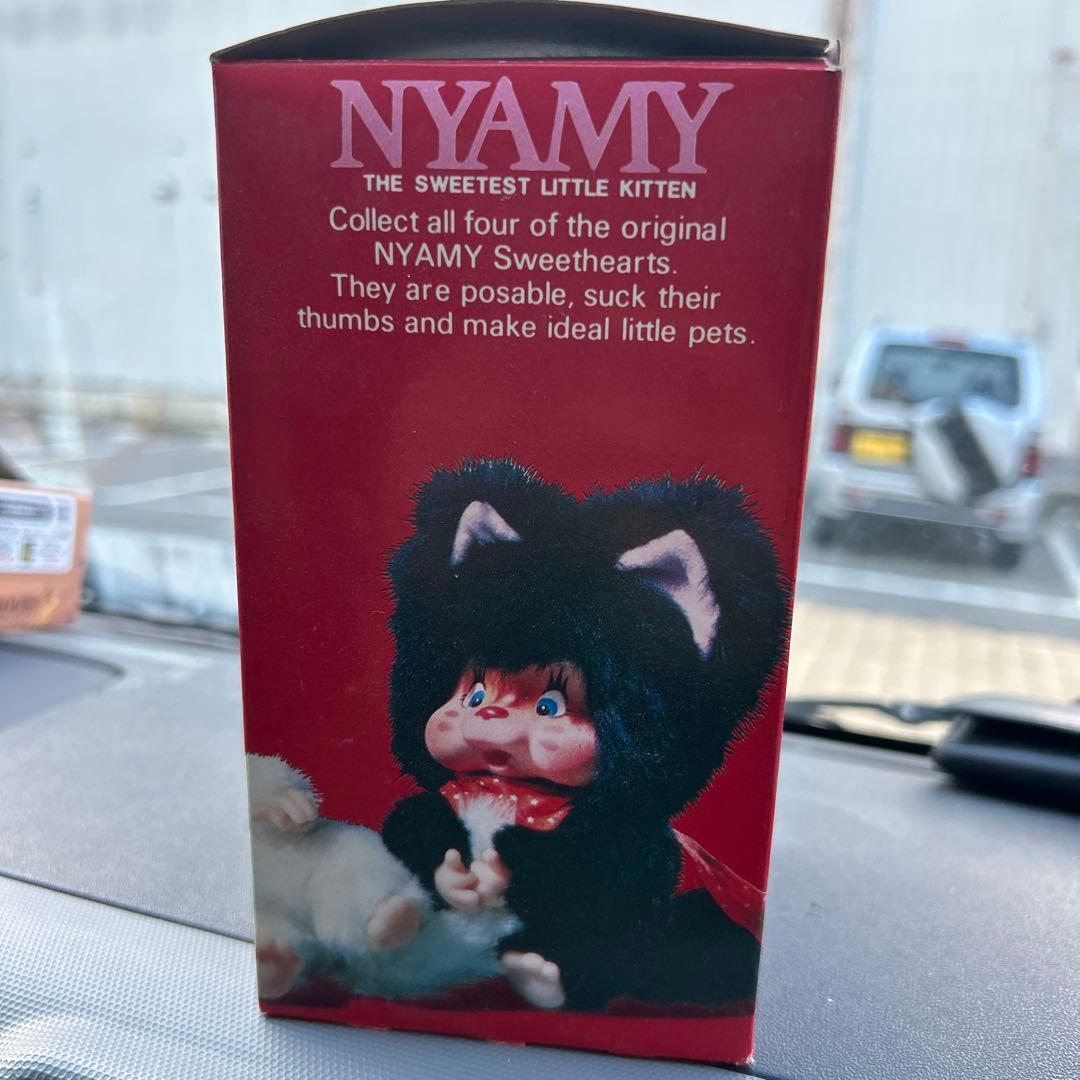 NYAMY
THE SWEETEST LITTLE KITTEN
Collect all four of the original
NYAMY Sweethearts.
They are posable, suck their
thumbs and make ideal little pets.